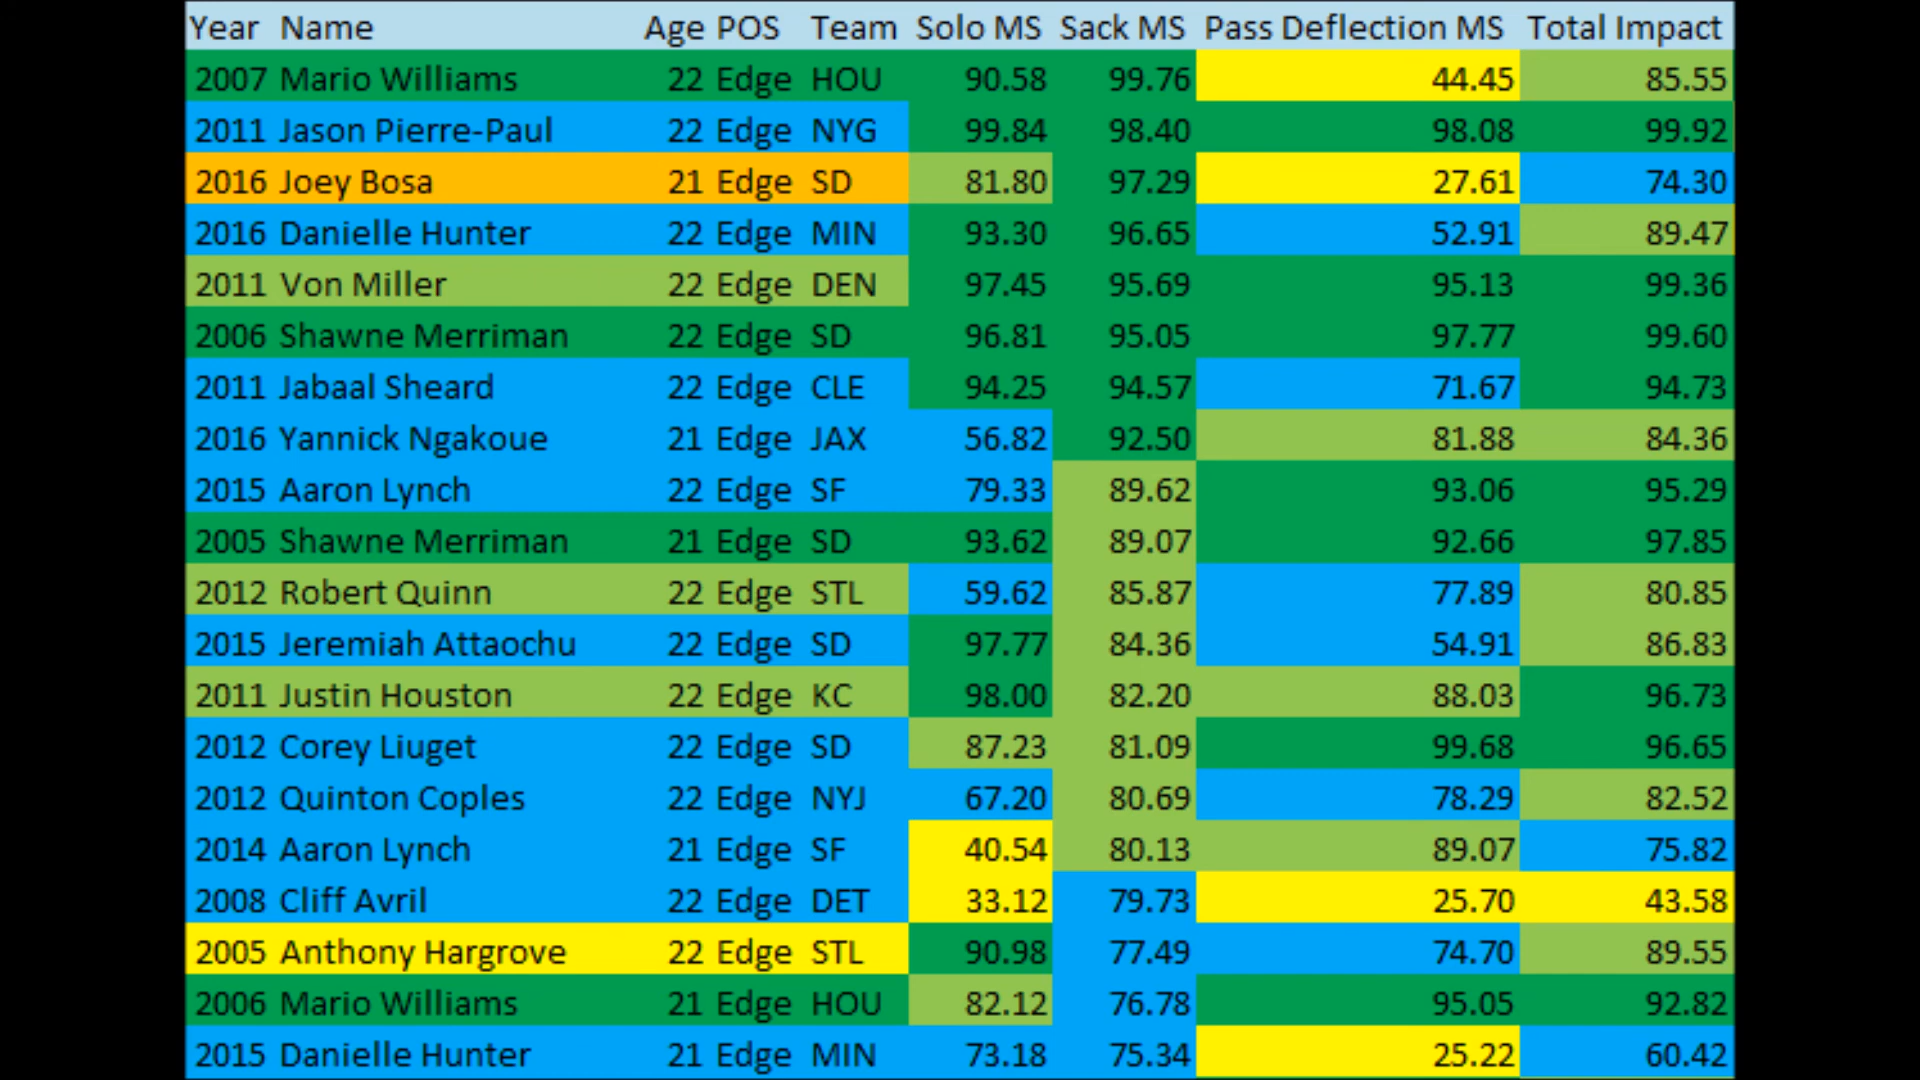 Year Name Age POS Team Solo MS Sack MS Pass Deflection MS Total Impact
2007 Mario Williams 22 Edge HOU 90.58 99.76 44.45 85.55
2011 Jason Pierre-Paul 22 Edge NYG 99.84 98.40 98.08 99.92
2016 Joey Bosa 21 Edge SD 81.80 97.29 27.61 74.30
2016 Danielle Hunter 22 Edge MIN 93.30 96.65 52.91 89.47
2011 Von Miller 22 Edge DEN 97.45 95.69 95.13 99.36
2006 Shawne Merriman 22 Edge SD 96.81 95.05 97.77 99.60
2011 Jabaal Sheard 22 Edge CLE 94.25 94.57 71.67 94.73
2016 Yannick Ngakoue 21 Edge JAX 56.82 92.50 81.88 84.36
2015 Aaron Lynch 22 Edge SF 79.33 89.62 93.06 95.29
2005 Shawne Merriman 21 Edge SD 93.62 89.07 92.66 97.85
2012 Robert Quinn 22 Edge STL 59.62 85.87 77.89 80.85
2015 Jeremiah Attaochu 22 Edge SD 97.77 84.36 54.91 86.83
2011 Justin Houston 22 Edge KC 98.00 82.20 88.03 96.73
2012 Corey Liuget 22 Edge SD 87.23 81.09 99.68 96.65
2012 Quinton Coples 22 Edge NYJ 67.20 80.69 78.29 82.52
2014 Aaron Lynch 21 Edge SF 40.54 80.13 89.07 75.82
2008 Cliff Avril 22 Edge DET 33.12 79.73 25.70 43.58
2005 Anthony Hargrove 22 Edge STL 90.98 77.49 74.70 89.55
2006 Mario Williams 21 Edge HOU 82.12 76.78 95.05 92.82
2015 Danielle Hunter 21 Edge MIN 73.18 75.34 25.22 60.42